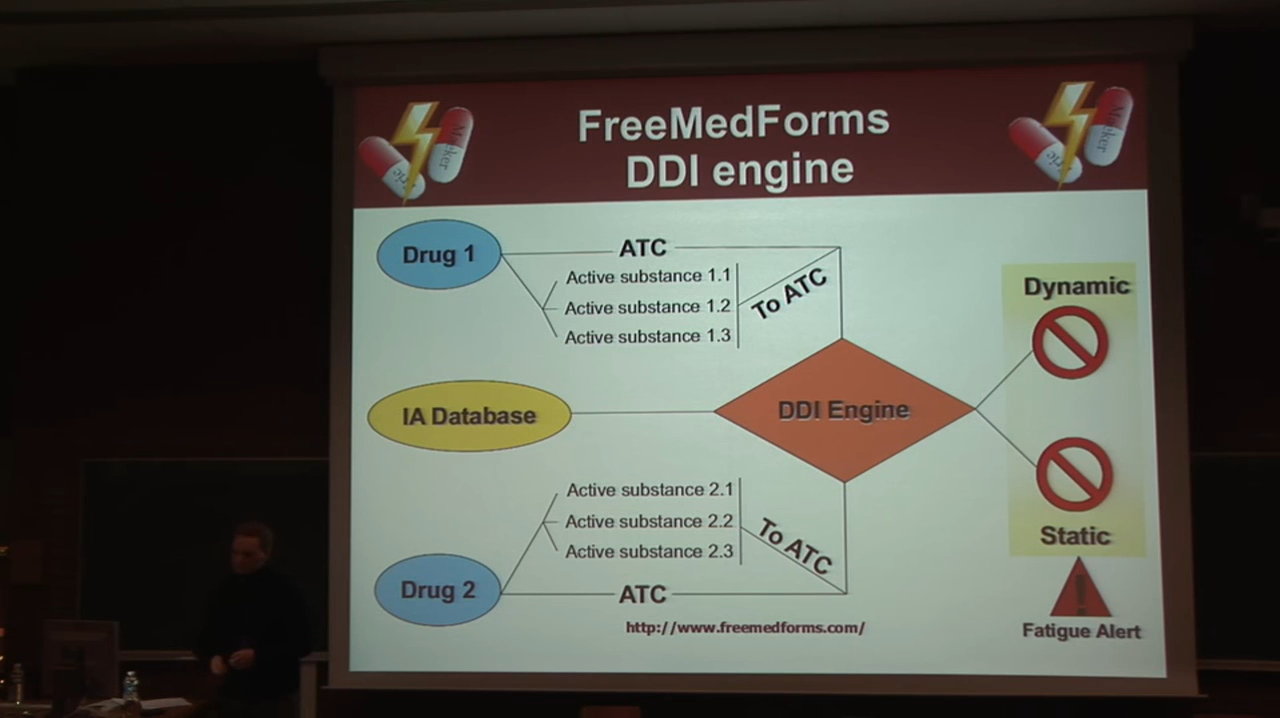 FreeMedForms
DDI engine
Drug 1
ATC
Active substance 1.1
Active substance 1.2
Active substance 1.3
To ATC
Dynamic
IA Database
DDI Engine
Active substance 2.1
Active substance 2.2
Active substance 2.3
To ATC
Static
Drug 2
ATC
http://www.freemedforms.com/
Fatigue Alert